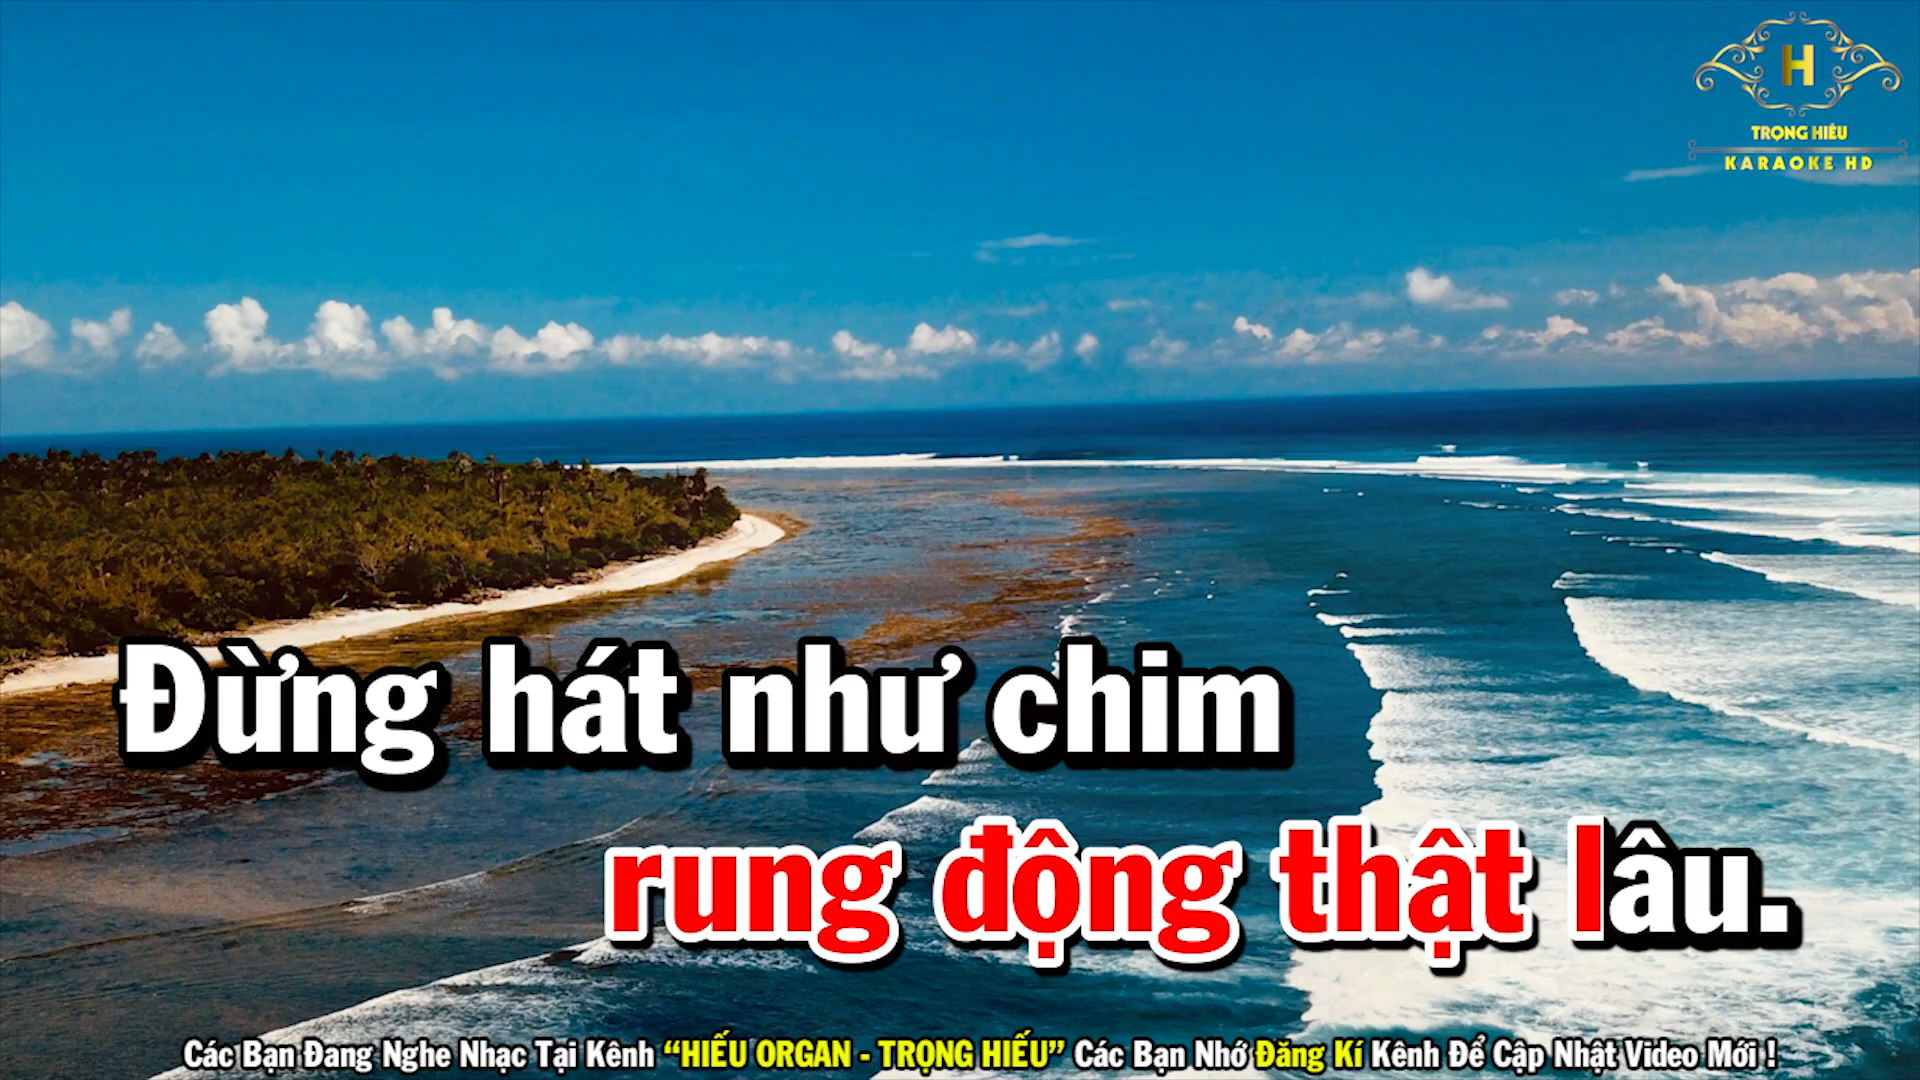 H
TRỌNG HIẾU
KARAOKE HD
Đừng hát như chim
rung động thật lâu.
Các Bạn Đang Nghe Nhạc Tại Kênh “HIẾU ORGAN - TRỌNG HIẾU” Các Bạn Nhớ Đăng Kí Kênh Để Cập Nhật Video Mới !